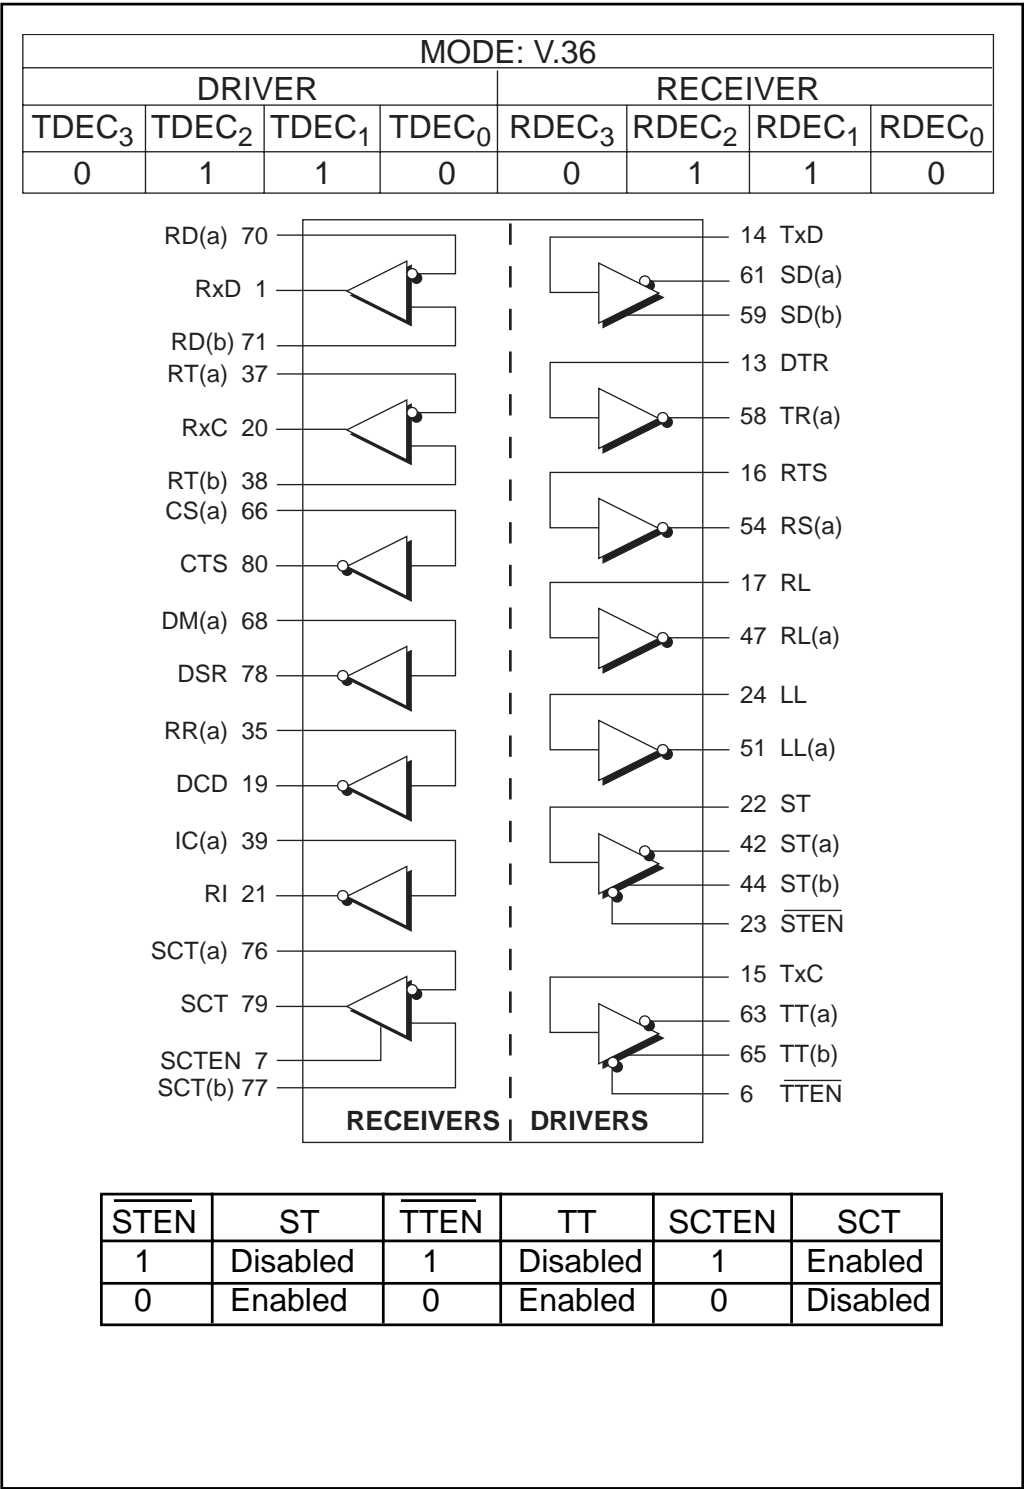 MODE: V.36
DRIVER RECEIVER
TDEC3 TDEC2 TDEC1 TDEC0 RDEC3 RDEC2 RDEC1 RDEC0
0 1 1 0 0 1 1 0
RD(a) 70
RxD 1
RD(b) 71
RT(a) 37
RxC 20
RT(b) 38
CS(a) 66
CTS 80
DM(a) 68
DSR 78
RR(a) 35
DCD 19
IC(a) 39
RI 21
SCT(a) 76
SCT 79
SCTEN 7
SCT(b) 77
14 TxD
61 SD(a)
59 SD(b)
13 DTR
58 TR(a)
16 RTS
54 RS(a)
17 RL
47 RL(a)
24 LL
51 LL(a)
22 ST
42 ST(a)
44 ST(b)
23 STEN
15 TxC
63 TT(a)
65 TT(b)
6 TTEN
RECEIVERS DRIVERS
STEN ST TTEN TT SCTEN SCT
1 Disabled 1 Disabled 1 Enabled
0 Enabled 0 Enabled 0 Disabled